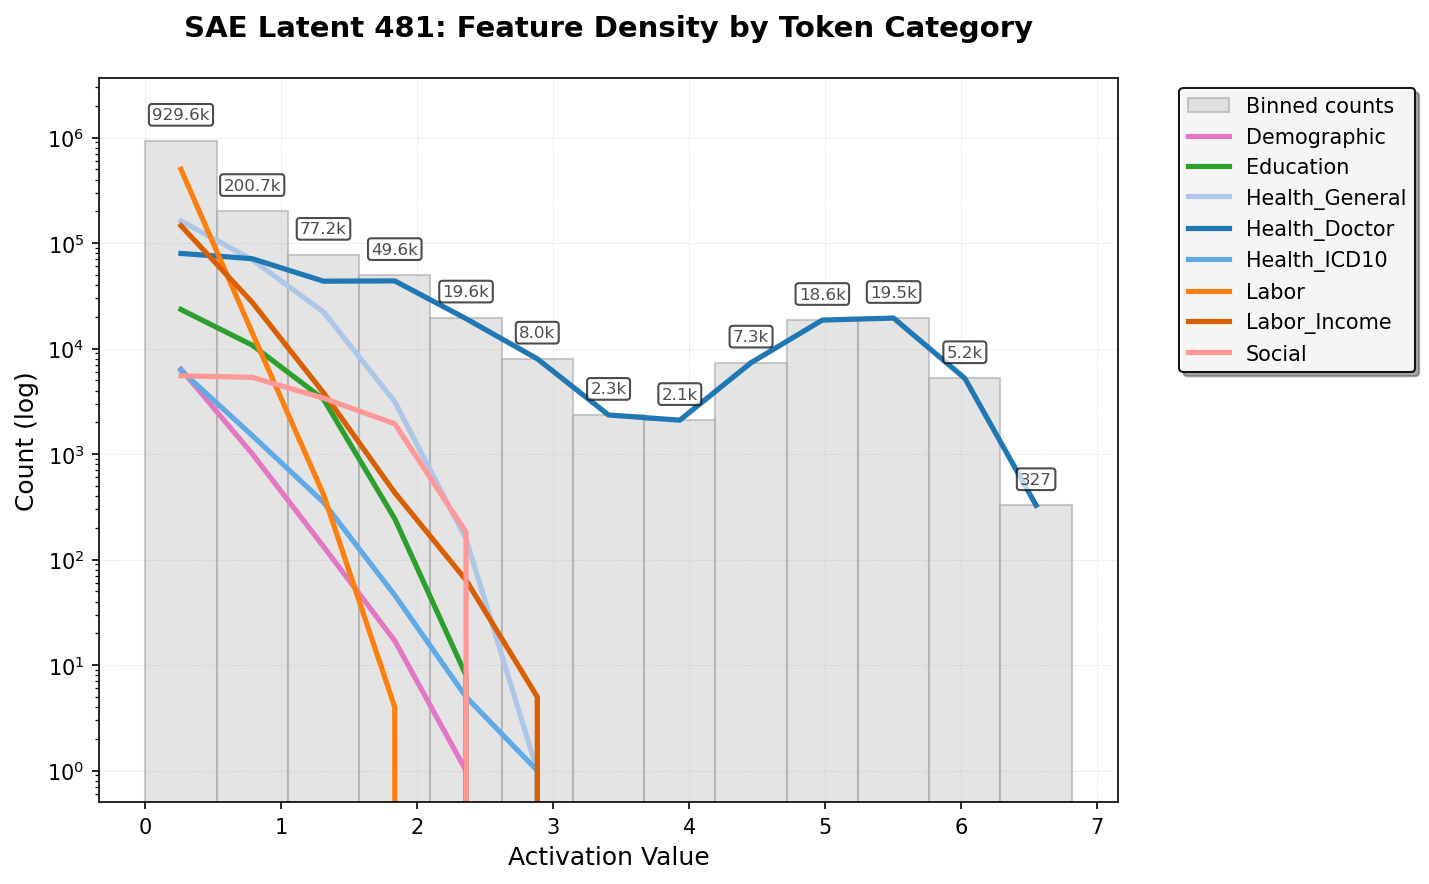 SAE Latent 481: Feature Density by Token Category
929.6k
200.7k
77.2k
49.6k
19.6k
8.0k
2.3k
2.1k
7.3k
18.6k
19.5k
5.2k
327
Binned counts
Demographic
Education
Health_General
Health_Doctor
Health_ICD10
Labor
Labor_Income
Social
Count (log)
10⁶
10⁵
10⁴
10³
10²
10¹
10⁰
0 1 2 3 4 5 6 7
Activation Value